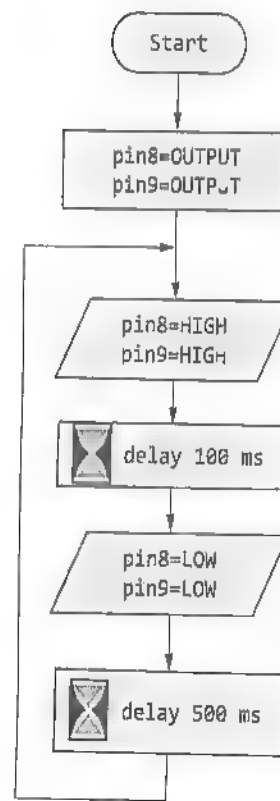 Start
pin8=OUTPUT
pin9=OUTPUT
pin8=HIGH
pin9=HIGH
delay 100 ms
pin8=LOW
pin9=LOW
delay 500 ms